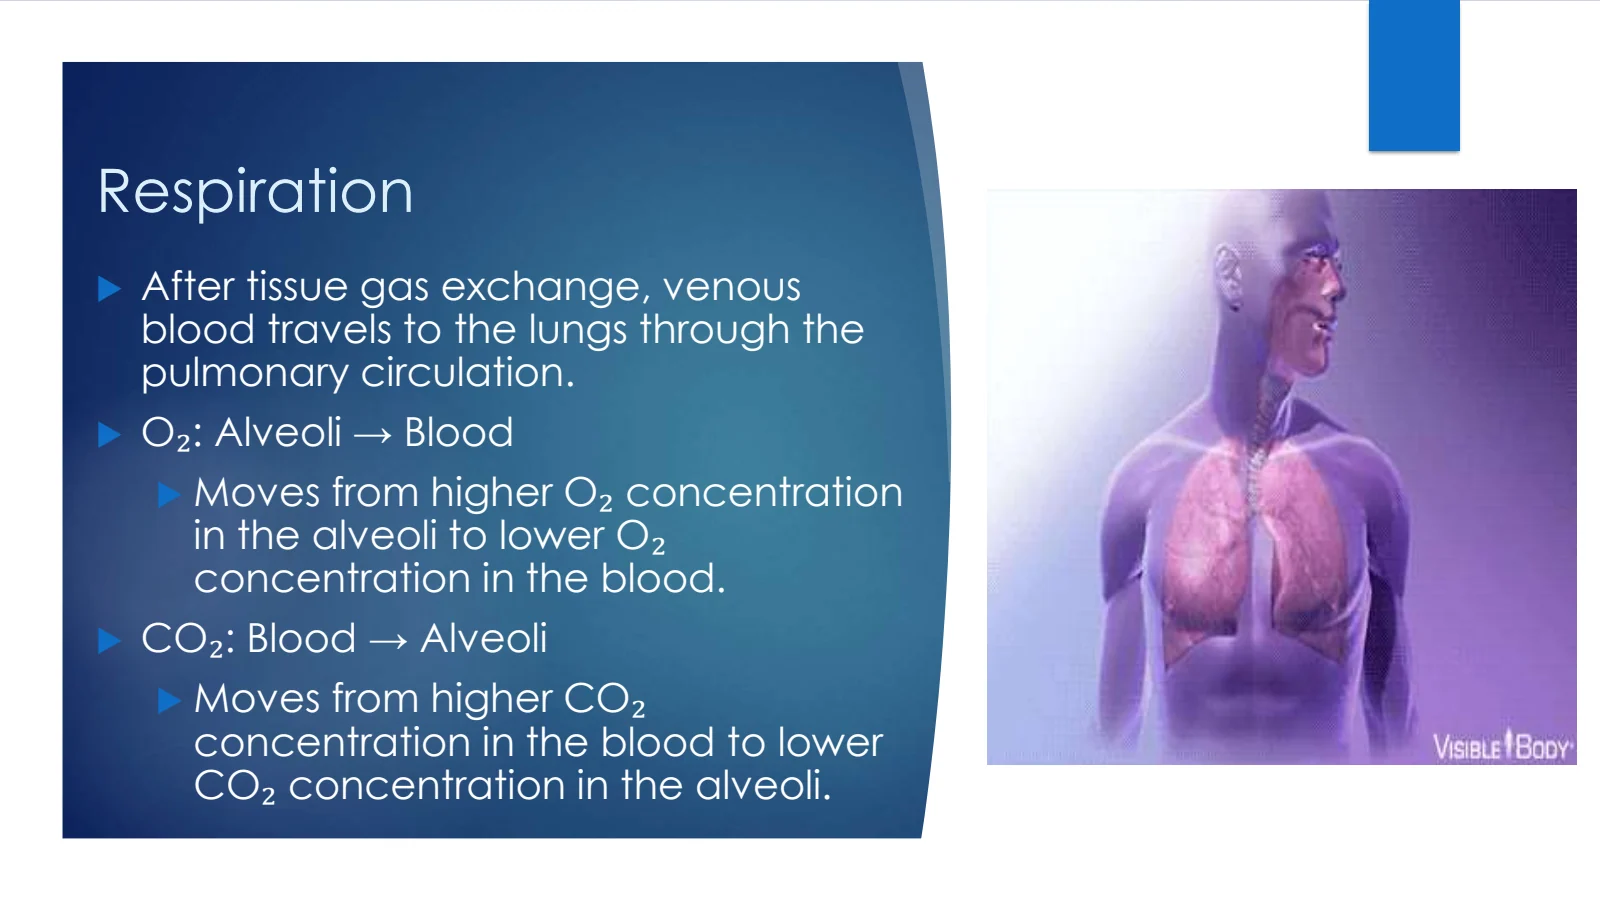 Respiration
After tissue gas exchange, venous
blood travels to the lungs through the
pulmonary circulation.
O₂: Alveoli → Blood
Moves from higher O₂ concentration
in the alveoli to lower O₂
concentration in the blood.
CO₂: Blood → Alveoli
Moves from higher CO₂
concentration in the blood to lower
CO₂ concentration in the alveoli.
VISIBLE BODY